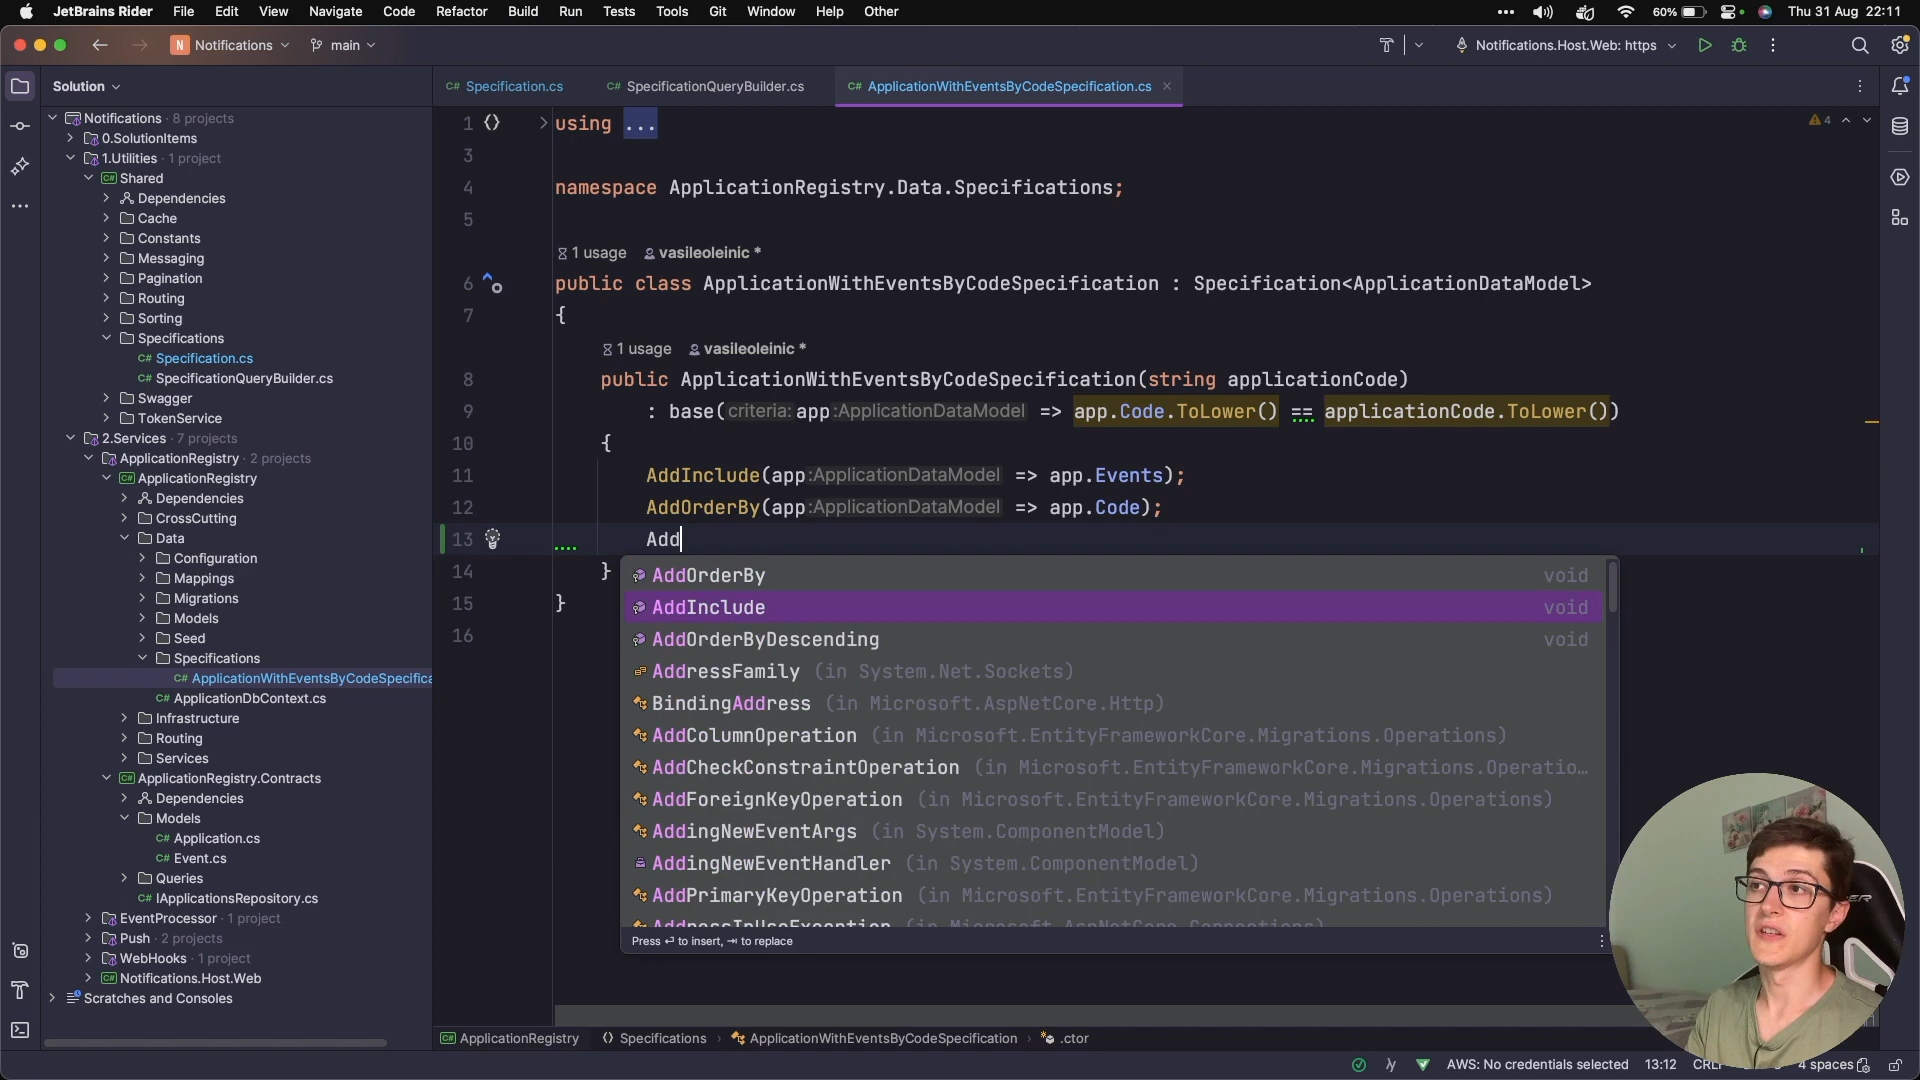 JetBrains Rider File Edit View Navigate Code Refactor Build Run Tests Tools Git Window Help Other 60% Thu 31 Aug 22:11
N Notifications main Notifications.Host.Web: https
Solution
C# Specification.cs C# SpecificationQueryBuilder.cs C# ApplicationWithEventsByCodeSpecification.cs
Notifications · 8 projects
0.SolutionItems
1.Utilities · 1 project
C# Shared
Dependencies
Cache
Constants
Messaging
Pagination
Routing
Sorting
Specifications
C# Specification.cs
C# SpecificationQueryBuilder.cs
Swagger
TokenService
2.Services · 7 projects
ApplicationRegistry · 2 projects
C# ApplicationRegistry
Dependencies
CrossCutting
Data
Configuration
Mappings
Migrations
Models
Seed
Specifications
C# ApplicationWithEventsByCodeSpecifica
C# ApplicationDbContext.cs
Infrastructure
Routing
Services
C# ApplicationRegistry.Contracts
Dependencies
Models
C# Application.cs
C# Event.cs
Queries
C# IApplicationsRepository.cs
EventProcessor · 1 project
Push · 2 projects
WebHooks · 1 project
C# Notifications.Host.Web
Scratches and Consoles
1 using ...
4
3
4 namespace ApplicationRegistry.Data.Specifications;
5
1 usage vasileoleinic *
6 public class ApplicationWithEventsByCodeSpecification : Specification<ApplicationDataModel>
7 {
1 usage vasileoleinic *
8 public ApplicationWithEventsByCodeSpecification(string applicationCode)
9 : base(criteria: app :ApplicationDataModel => app.Code.ToLower() == applicationCode.ToLower())
10 {
11 AddInclude(app :ApplicationDataModel => app.Events);
12 AddOrderBy(app :ApplicationDataModel => app.Code);
13 Add
14 }
15 }
16
AddOrderBy void
AddInclude void
AddOrderByDescending void
AddressFamily (in System.Net.Sockets)
BindingAddress (in Microsoft.AspNetCore.Http)
AddColumnOperation (in Microsoft.EntityFrameworkCore.Migrations.Operations)
AddCheckConstraintOperation (in Microsoft.EntityFrameworkCore.Migrations.Operatio…
AddForeignKeyOperation (in Microsoft.EntityFrameworkCore.Migrations.Operations)
AddingNewEventArgs (in System.ComponentModel)
AddingNewEventHandler (in System.ComponentModel)
AddPrimaryKeyOperation (in Microsoft.EntityFrameworkCore.Migrations.Operations)
AddressInUseException (in Microsoft.AspNetCore.Connections)
Press ↵ to insert, ⇥ to replace
C# ApplicationRegistry Specifications › ApplicationWithEventsByCodeSpecification › .ctor
AWS: No credentials selected 13:12 4 spaces